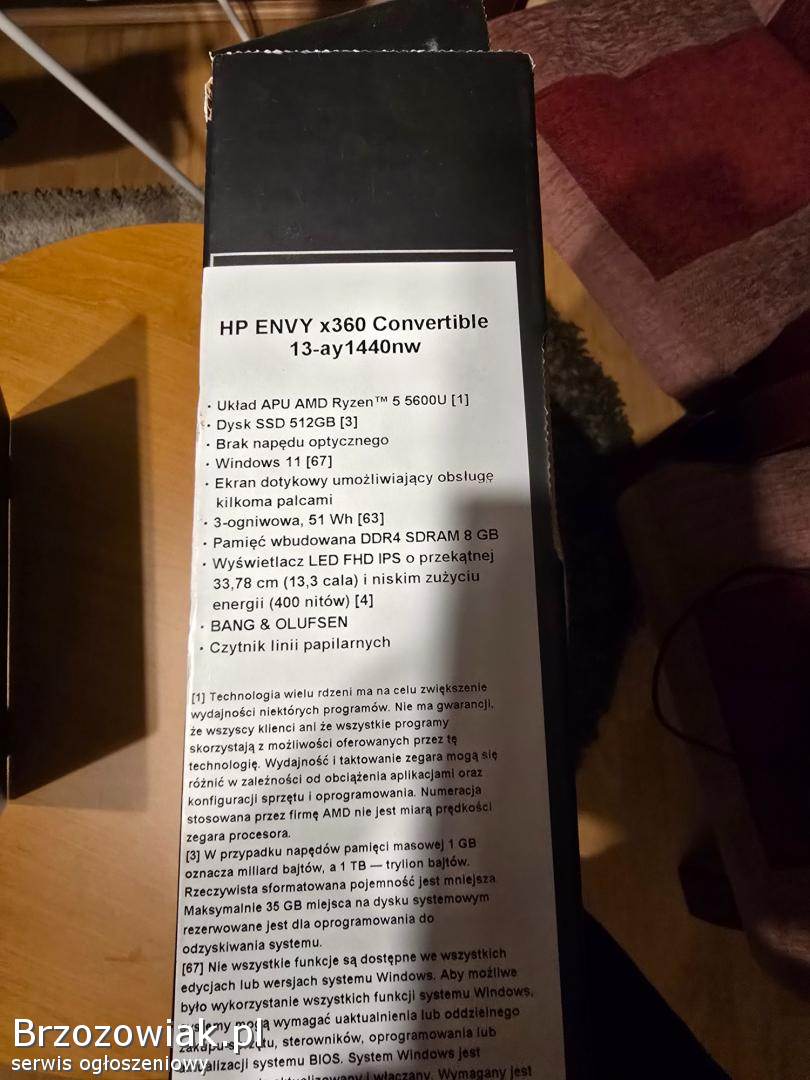 HP ENVY x360 Convertible
13-ay1440nw
· Układ APU AMD Ryzen™ 5 5600U [1]
· Dysk SSD 512GB [3]
· Brak napędu optycznego
· Windows 11 [67]
· Ekran dotykowy umożliwiający obsługę
kilkoma palcami
· 3-ogniwowa, 51 Wh [63]
· Pamięć wbudowana DDR4 SDRAM 8 GB
· Wyświetlacz LED FHD IPS o przekątnej
33,78 cm (13,3 cala) i niskim zużyciu
energii (400 nitów) [4]
· BANG & OLUFSEN
· Czytnik linii papilarnych
[1] Technologia wielu rdzeni ma na celu zwiększenie
wydajności niektórych programów. Nie ma gwarancji,
że wszyscy klienci ani że wszystkie programy
skorzystają z możliwości oferowanych przez tę
technologię. Wydajność i taktowanie zegara mogą się
różnić w zależności od obciążenia aplikacjami oraz
konfiguracji sprzętu i oprogramowania. Numeracja
stosowana przez firmę AMD nie jest miarą prędkości
zegara procesora.
[3] W przypadku napędów pamięci masowej 1 GB
oznacza miliard bajtów, a 1 TB — trylion bajtów.
Rzeczywista sformatowana pojemność jest mniejsza.
Maksymalnie 35 GB miejsca na dysku systemowym
rezerwowane jest dla oprogramowania do
odzyskiwania systemu.
[67] Nie wszystkie funkcje są dostępne we wszystkich
edycjach lub wersjach systemu Windows. Aby możliwe
było wykorzystanie wszystkich funkcji systemu Windows,
mogą wymagać uaktualnienia lub oddzielnego
zakupu sprzętu, sterowników, oprogramowania lub
aktualizacji systemu BIOS. System Windows jest
i włączany. Wymagany jest
Brzozowiak.pl
serwis ogłoszeniowy